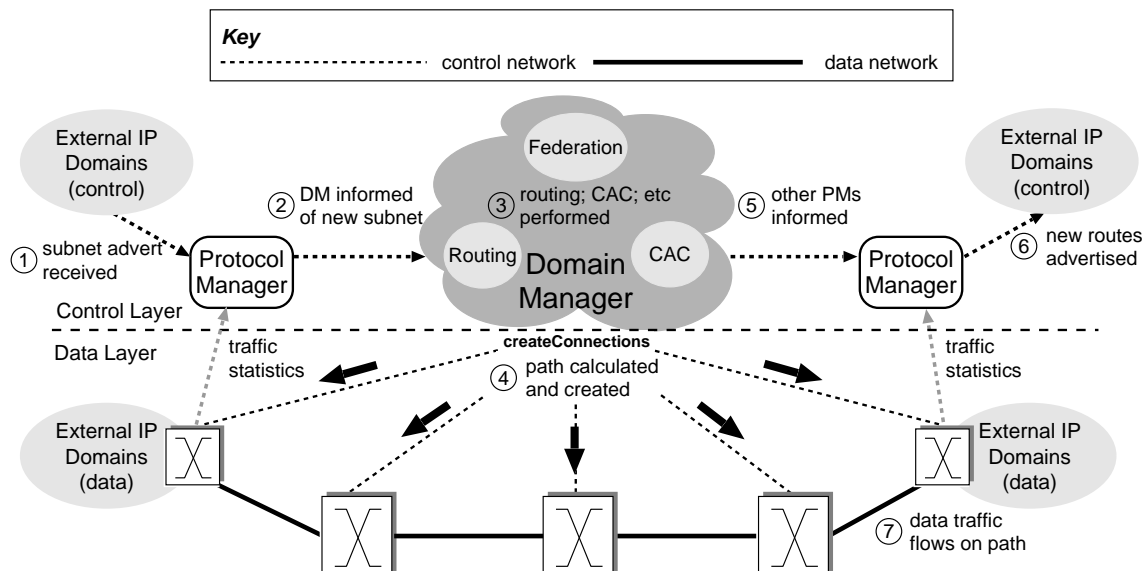 Key
control network
data network
External IP
Domains
(control)
Federation
External IP
Domains
(control)
2 DM informed
of new subnet
3 routing; CAC; etc
performed
5 other PMs
informed
1 subnet advert
received
Protocol
Manager
Routing
CAC
Domain
Manager
Protocol
Manager
6 new routes
advertised
Control Layer
Data Layer
createConnections
traffic
statistics
4 path calculated
and created
traffic
statistics
External IP
Domains
(data)
External IP
Domains
(data)
7 data traffic
flows on path